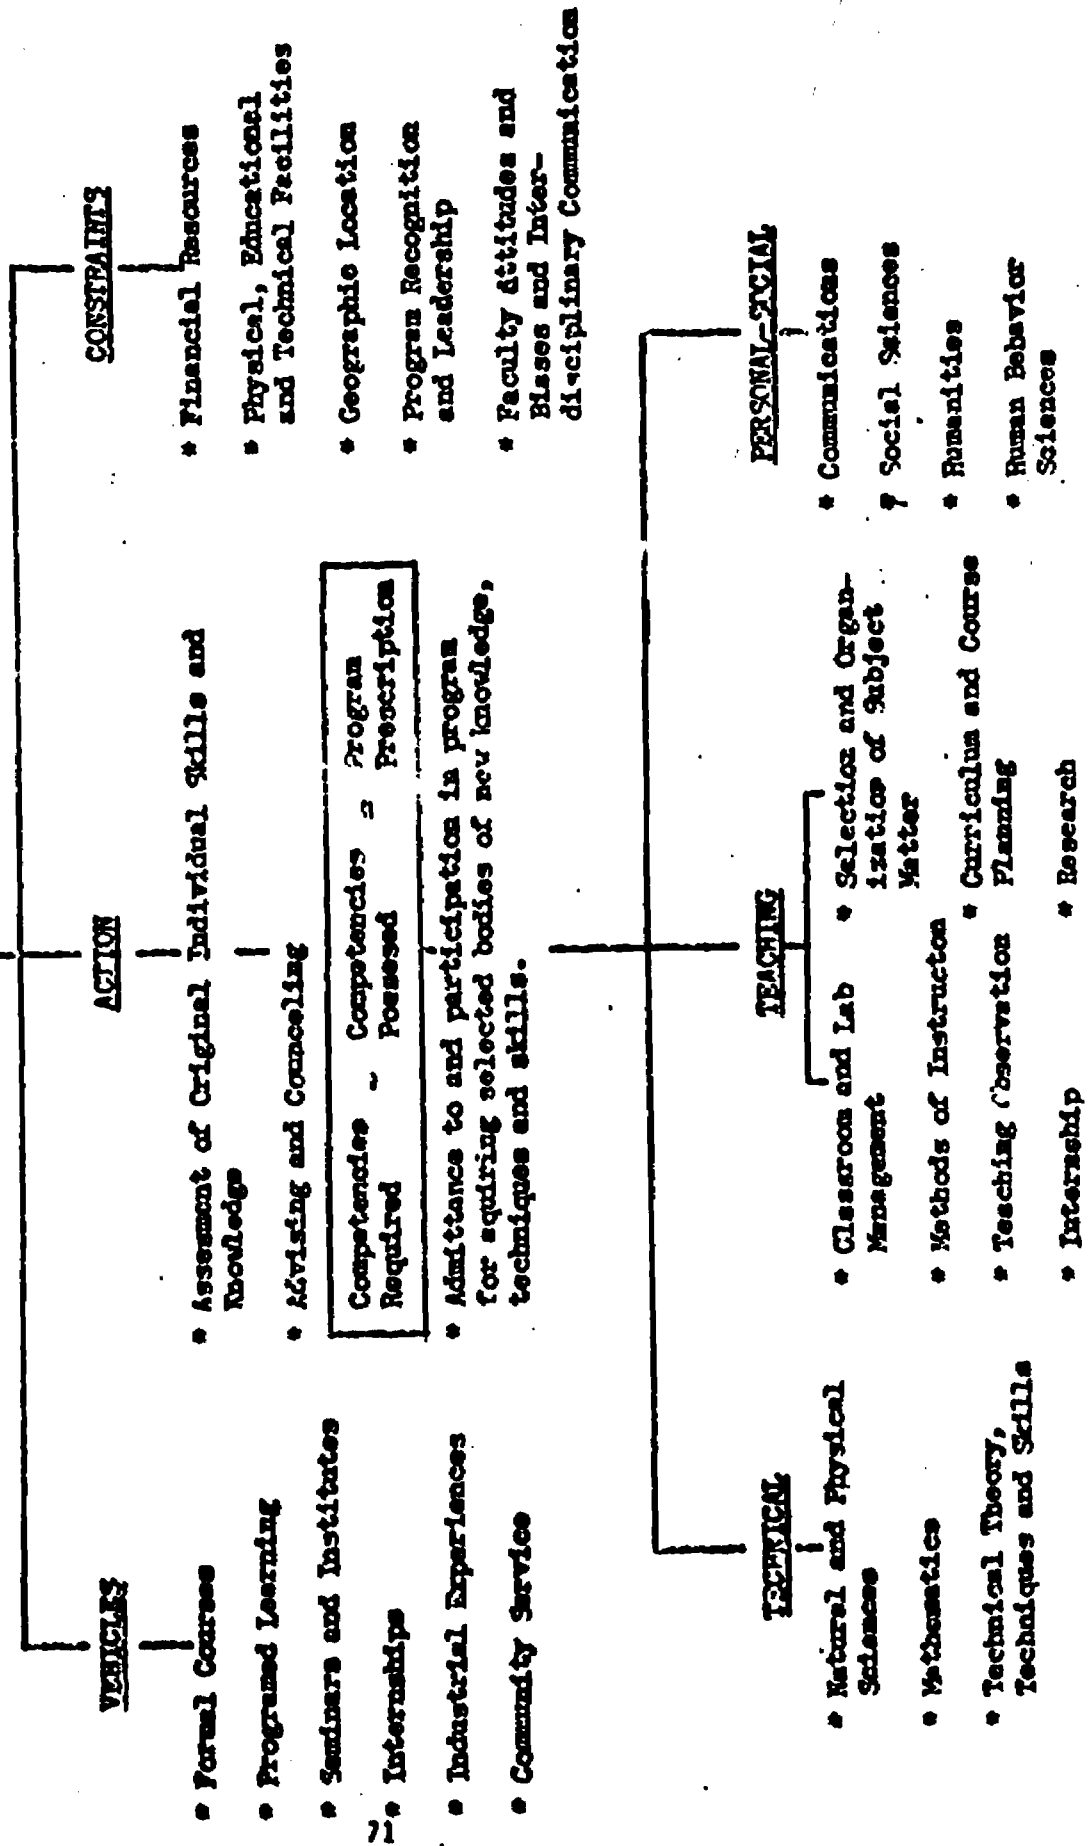 VEHICLES
* Formal Courses
* Programed Learning
* Seminars and Institutes
* Internships
* Industrial Experiences
* Community Service
ACTION
* Assessment of Original Individual Skills and
Knowledge
* Advising and Counceling
Competencies - Competencies = Program
Required Possessed Prescription
* Admittance to and participation in program
for aquiring selected bodies of new knowledge,
techniques and skills.
CONSTRAINTS
* Financial Resources
* Physical, Educational
and Technical Facilities
* Geographic Location
* Program Recognition
and Leadership
* Faculty Attitudes and
Biases and Inter-
disciplinary Communication
TECHNICAL
* Natural and Physical
Sciences
* Mathematics
* Technical Theory,
Techniques and Skills
TEACHING
* Classroom and Lab
Management
* Methods of Instructon
* Teaching Observation
* Internship
* Selection and Organ-
ization of Subject
Matter
* Curriculum and Course
Planning
* Research
PERSONAL-SOCIAL
* Communications
* Social Sciences
* Humanities
* Human Behavior
Sciences
71